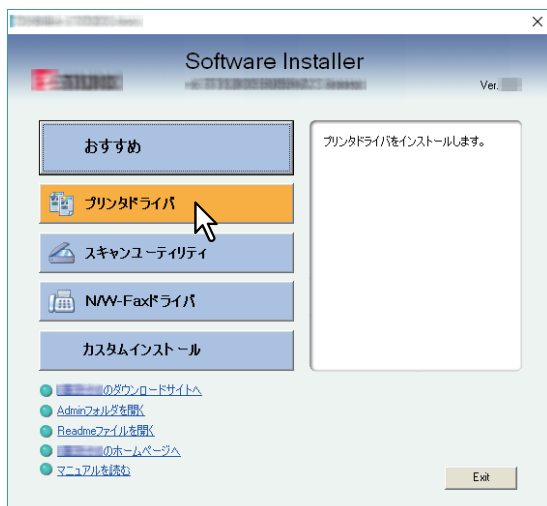 Software Installer
Ver.
おすすめ
プリンタドライバ
スキャンユーティリティ
N/W-Faxドライバ
カスタムインストール
プリンタドライバをインストールします。
のダウンロードサイトへ
Adminフォルダを開く
Readmeファイルを開く
のホームページへ
マニュアルを読む
Exit